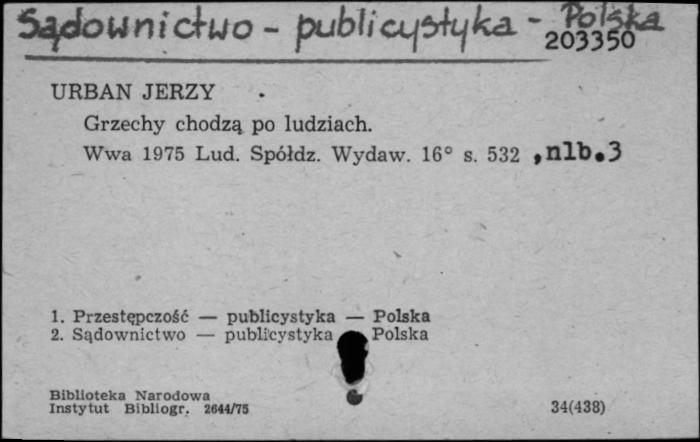 Sądownictwo - publicystyka - Polska
203350
URBAN JERZY
Grzechy chodzą po ludziach.
Wwa 1975 Lud. Spółdz. Wydaw. 16° s. 532 ,nlb.3
1. Przestępczość — publicystyka — Polska
2. Sądownictwo — publicystyka Polska
Biblioteka Narodowa
Instytut Bibliogr. 2644/75
34(438)